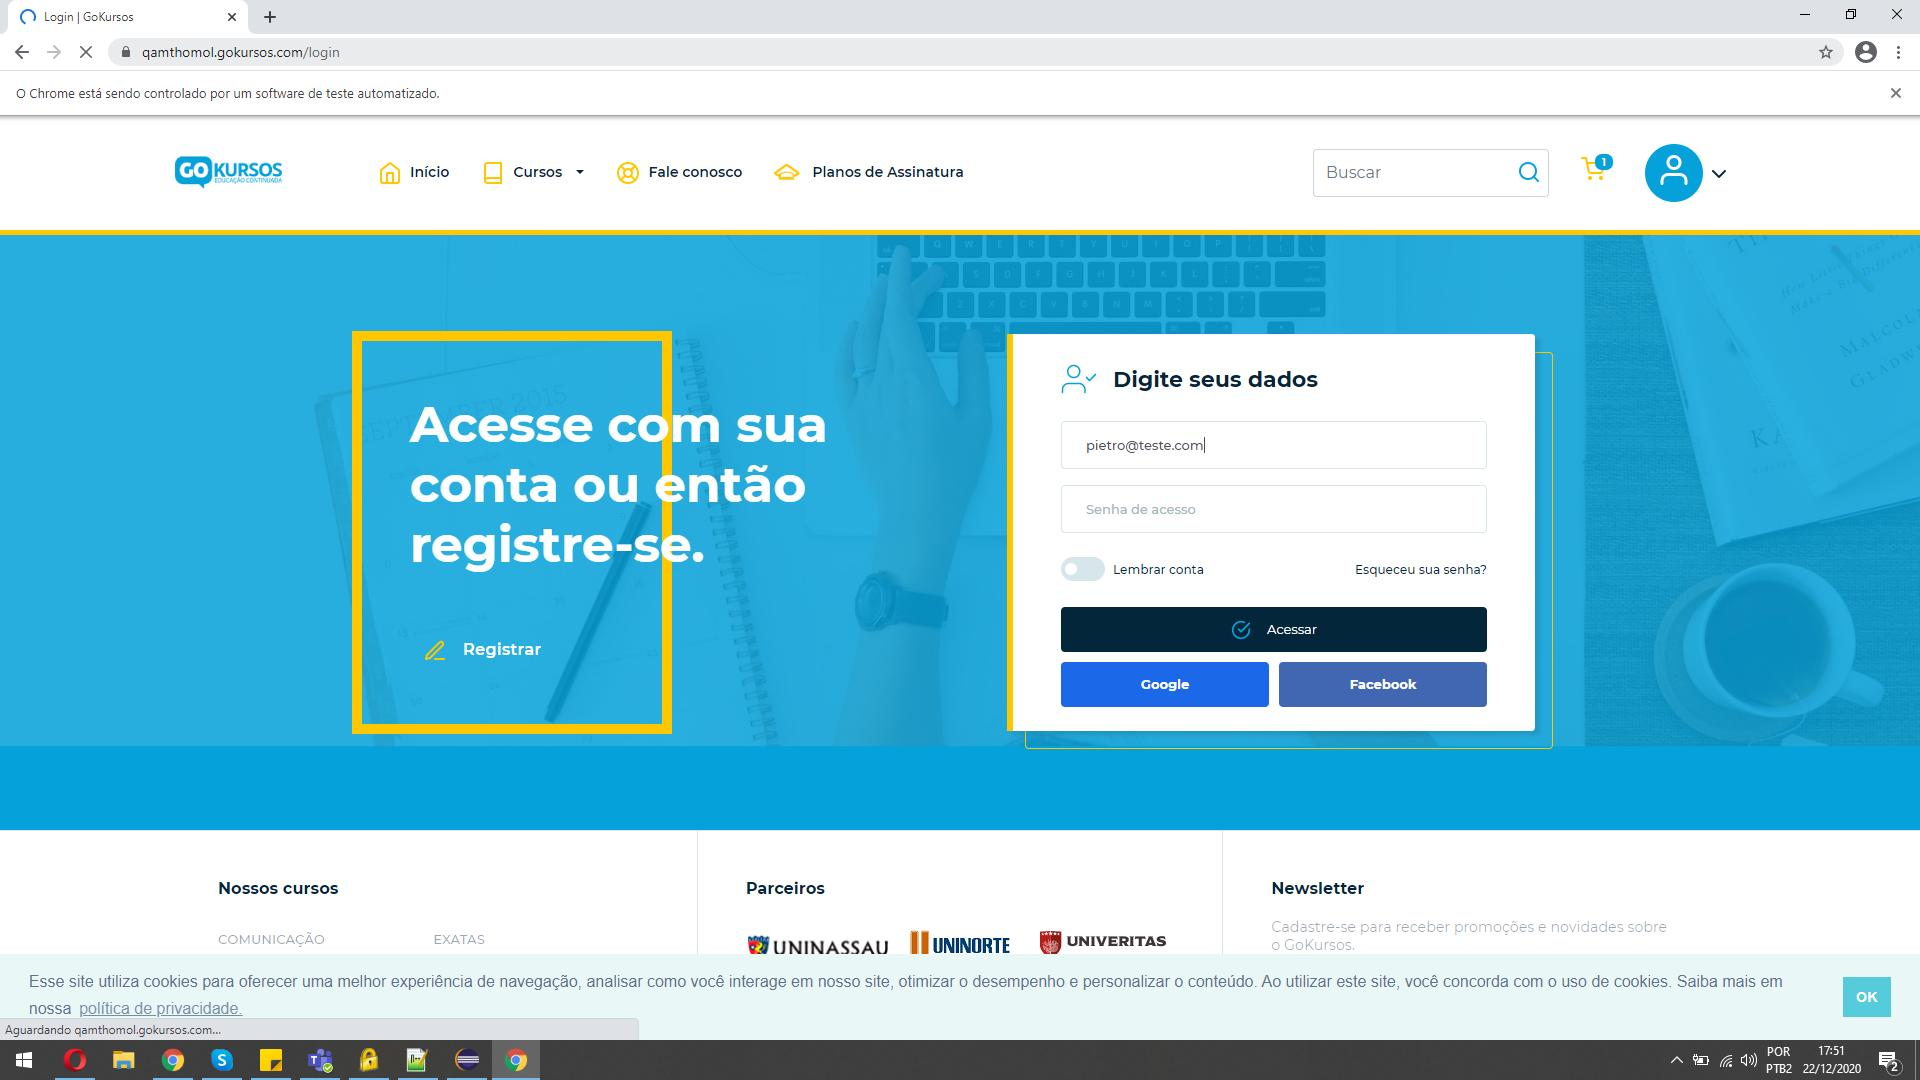 Login | GoKursos
qamthomol.gokursos.com/login
O Chrome está sendo controlado por um software de teste automatizado.
GO KURSOS
EDUCAÇÃO CONTINUADA
Início
Cursos
Fale conosco
Planos de Assinatura
Buscar
1
Acesse com sua
conta ou então
registre-se.
Registrar
Digite seus dados
pietro@teste.com
Senha de acesso
Lembrar conta
Esqueceu sua senha?
Acessar
Google
Facebook
SEPTEMBER 2015
Nossos cursos
COMUNICAÇÃO
EXATAS
Parceiros
UNINASSAU
UNINORTE
UNIVERITAS
Newsletter
Cadastre-se para receber promoções e novidades sobre
o GoKursos.
Esse site utiliza cookies para oferecer uma melhor experiência de navegação, analisar como você interage em nosso site, otimizar o desempenho e personalizar o conteúdo. Ao utilizar este site, você concorda com o uso de cookies. Saiba mais em
nossa política de privacidade.
OK
Aguardando qamthomol.gokursos.com...
POR
PTB2
17:51
22/12/2020
2